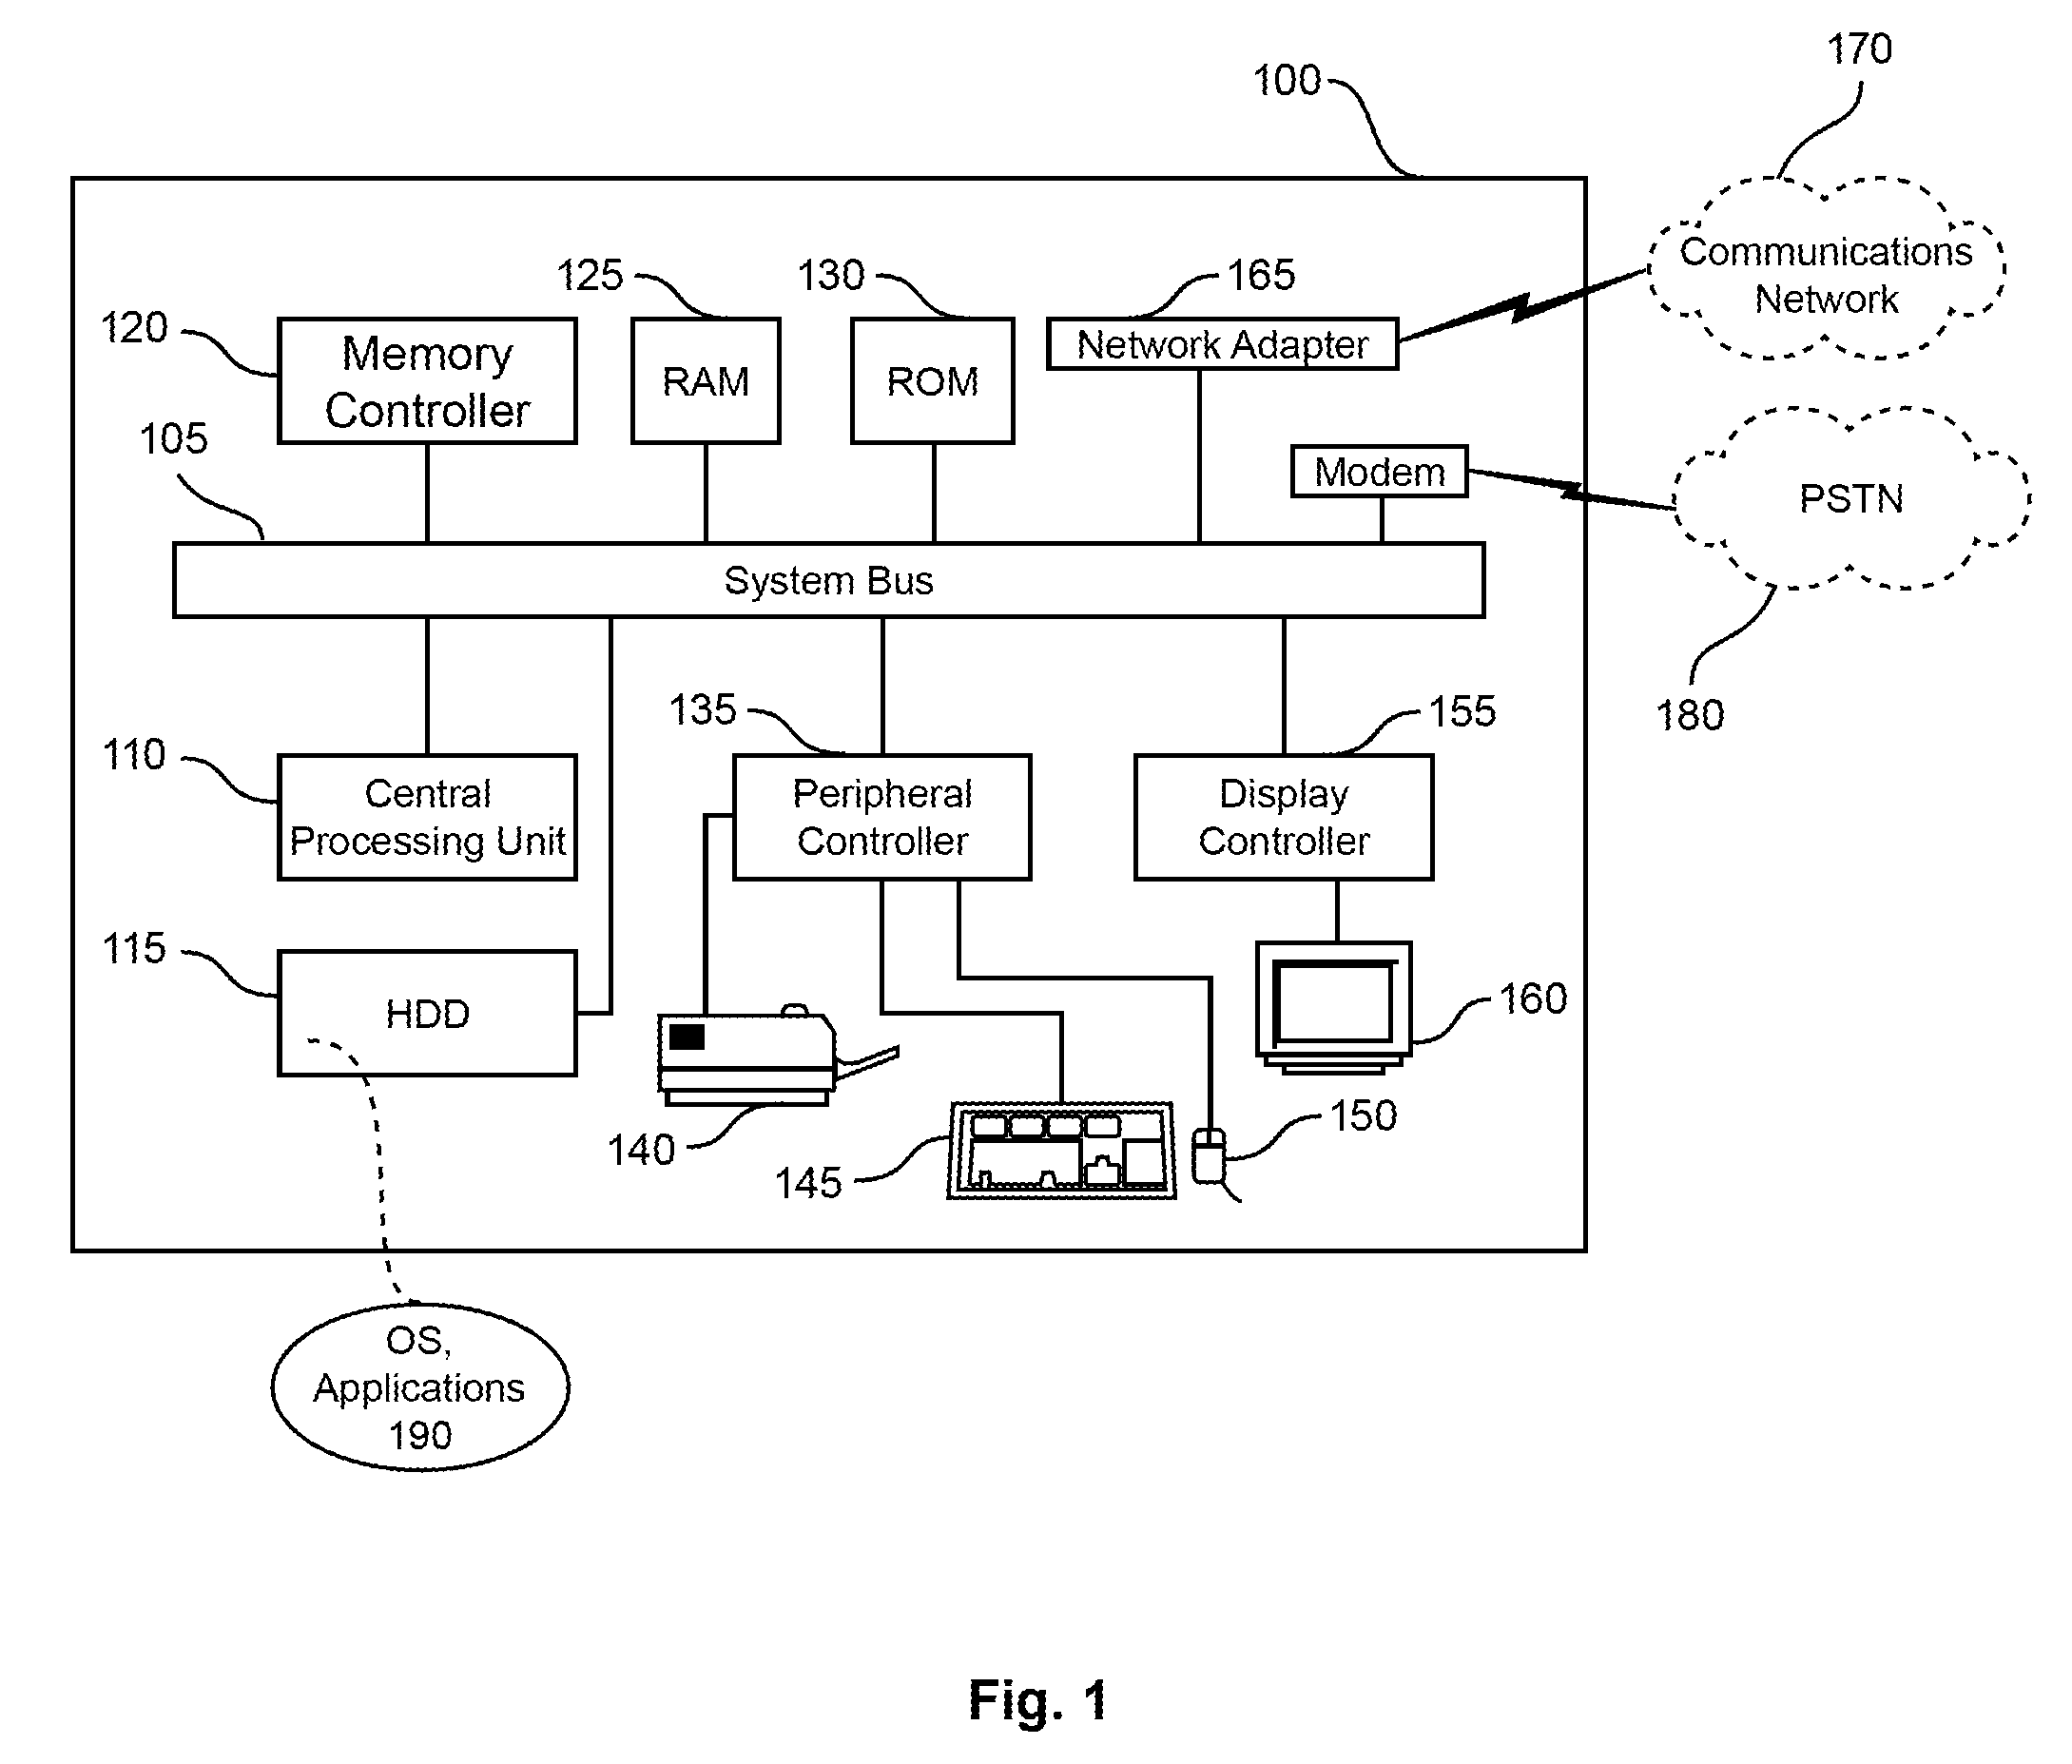 170
100
Communications
Network
125
130
165
120
Memory
Controller
RAM
ROM
Network Adapter
105
Modem
PSTN
System Bus
180
135
155
110
Central
Processing Unit
Peripheral
Controller
Display
Controller
115
HDD
160
140
145
150
OS,
Applications
190
Fig. 1